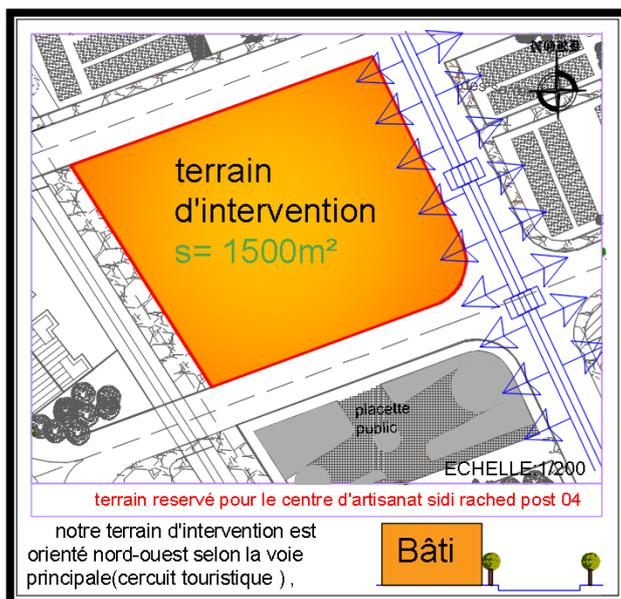 NORD
terrain
d'intervention
s= 1500m²
placette
public
ECHELLE:1/200
terrain reservé pour le centre d'artisanat sidi rached post 04
notre terrain d'intervention est
orienté nord-ouest selon la voie
principale(cercuit touristique ) ,
Bâti